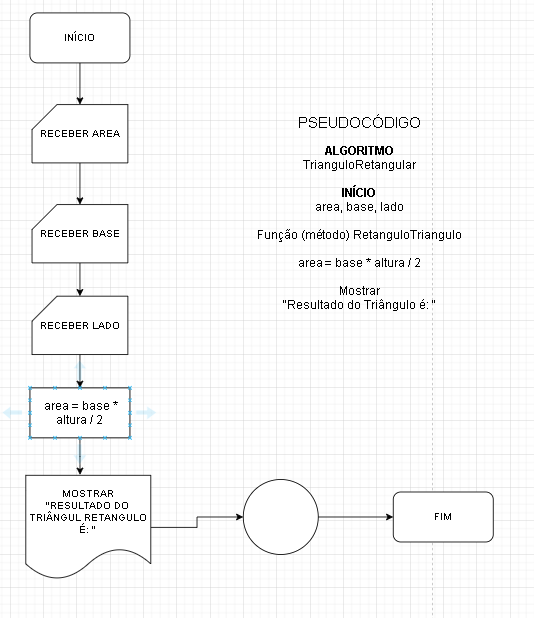 INÍCIO
RECEBER AREA
RECEBER BASE
RECEBER LADO
area = base *
altura / 2
MOSTRAR
"RESULTADO DO
TRIÂNGUL RETANGULO
É: "
FIM
PSEUDOCÓDIGO
ALGORITMO
TrianguloRetangular
INÍCIO
area, base, lado
Função (método) RetanguloTriangulo
area = base * altura / 2
Mostrar
"Resultado do Triângulo é: "